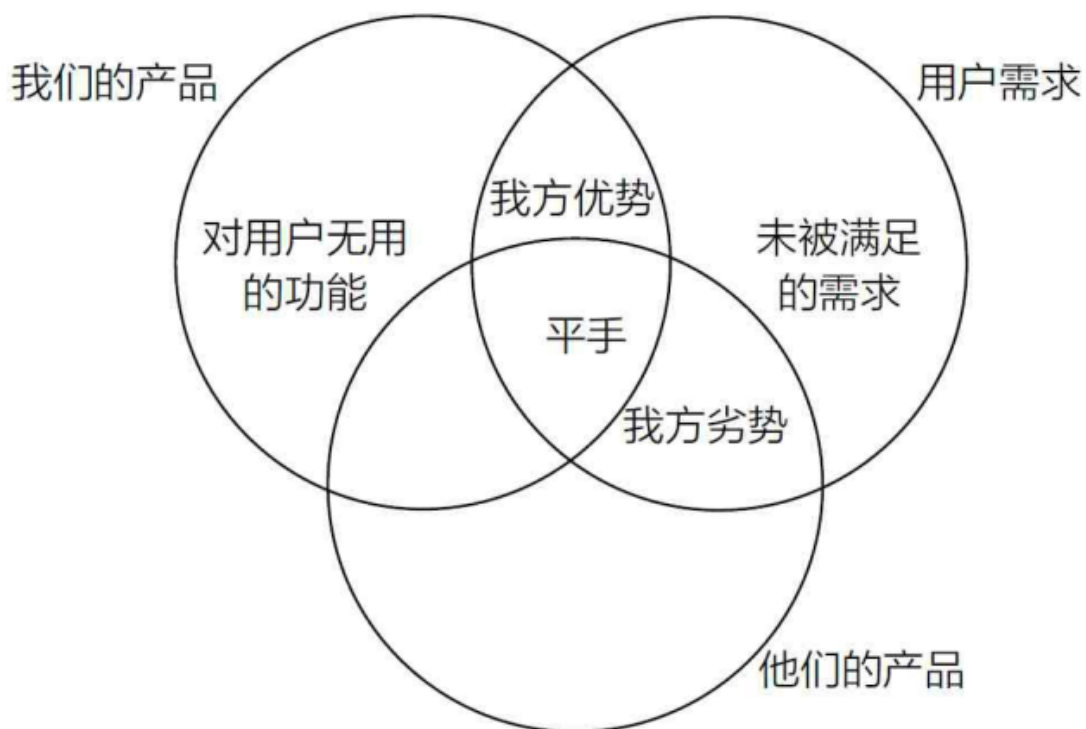 我们的产品
用户需求
我方优势
对用户无用
的功能
未被满足
的需求
平手
我方劣势
他们的产品